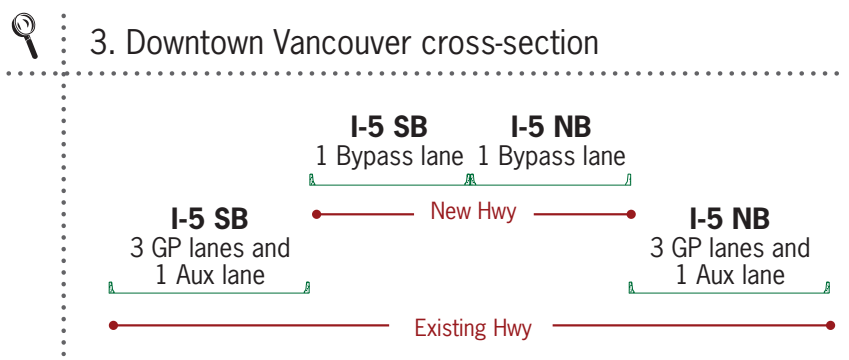 3. Downtown Vancouver cross-section
I-5 SB
1 Bypass lane
I-5 NB
1 Bypass lane
New Hwy
I-5 SB
3 GP lanes and
1 Aux lane
I-5 NB
3 GP lanes and
1 Aux lane
Existing Hwy